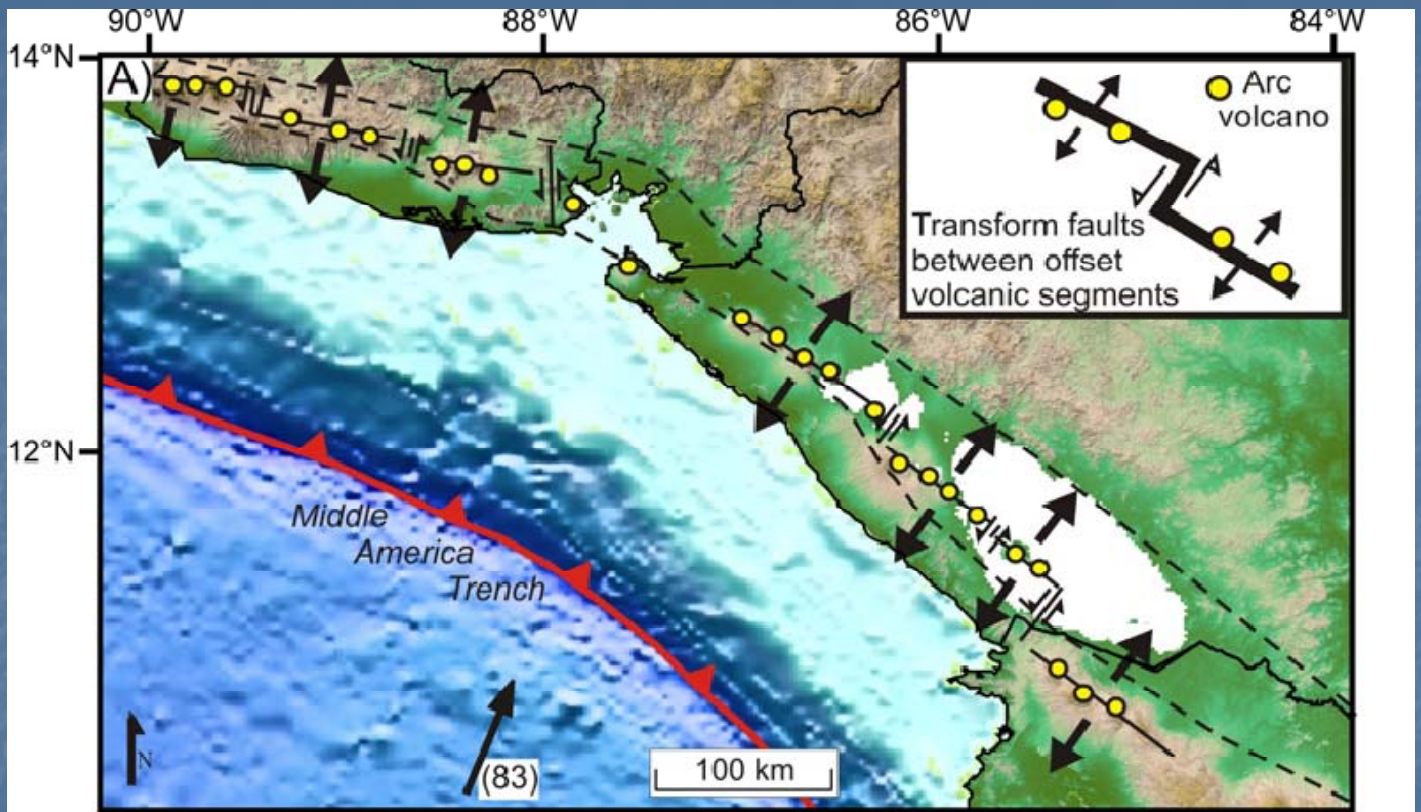 90°W 88°W 86°W 84°W
14°N
A)
Arc
volcano
Transform faults
between offset
volcanic segments
12°N
Middle
America
Trench
N
(83)
100 km